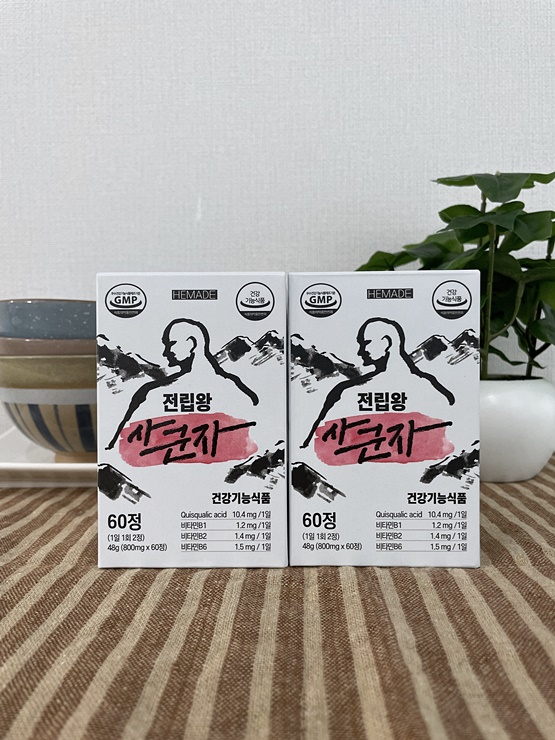 GMP
HEMADE
건강
기능식품
전립왕
사군자
건강기능식품
60정
(1일 1회 2정)
48g (800mg x 60정)
Quisqualic acid 10.4 mg / 1일
비타민B1 1.2 mg / 1일
비타민B2 1.4 mg / 1일
비타민B6 1.5 mg / 1일
GMP
HEMADE
건강
기능식품
전립왕
사군자
건강기능식품
60정
(1일 1회 2정)
48g (800mg x 60정)
Quisqualic acid 10.4 mg / 1일
비타민B1 1.2 mg / 1일
비타민B2 1.4 mg / 1일
비타민B6 1.5 mg / 1일